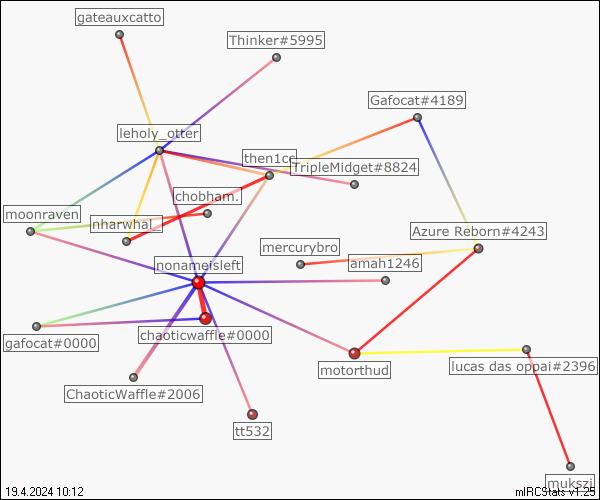 gateauxcatto
Thinker#5995
Gafocat#4189
leholy_otter
then1cc
TripleMidget#8824
chobham.
moonraven
nharwhal_
Azure Reborn#4243
mercurybro
nonameisleft
amah1246
chaoticwaffle#0000
gafocat#0000
motorthud
lucas das oppai#2396
ChaoticWaffle#2006
tt532
mukszi
19.4.2024 10:12
mIRCStats v1.25